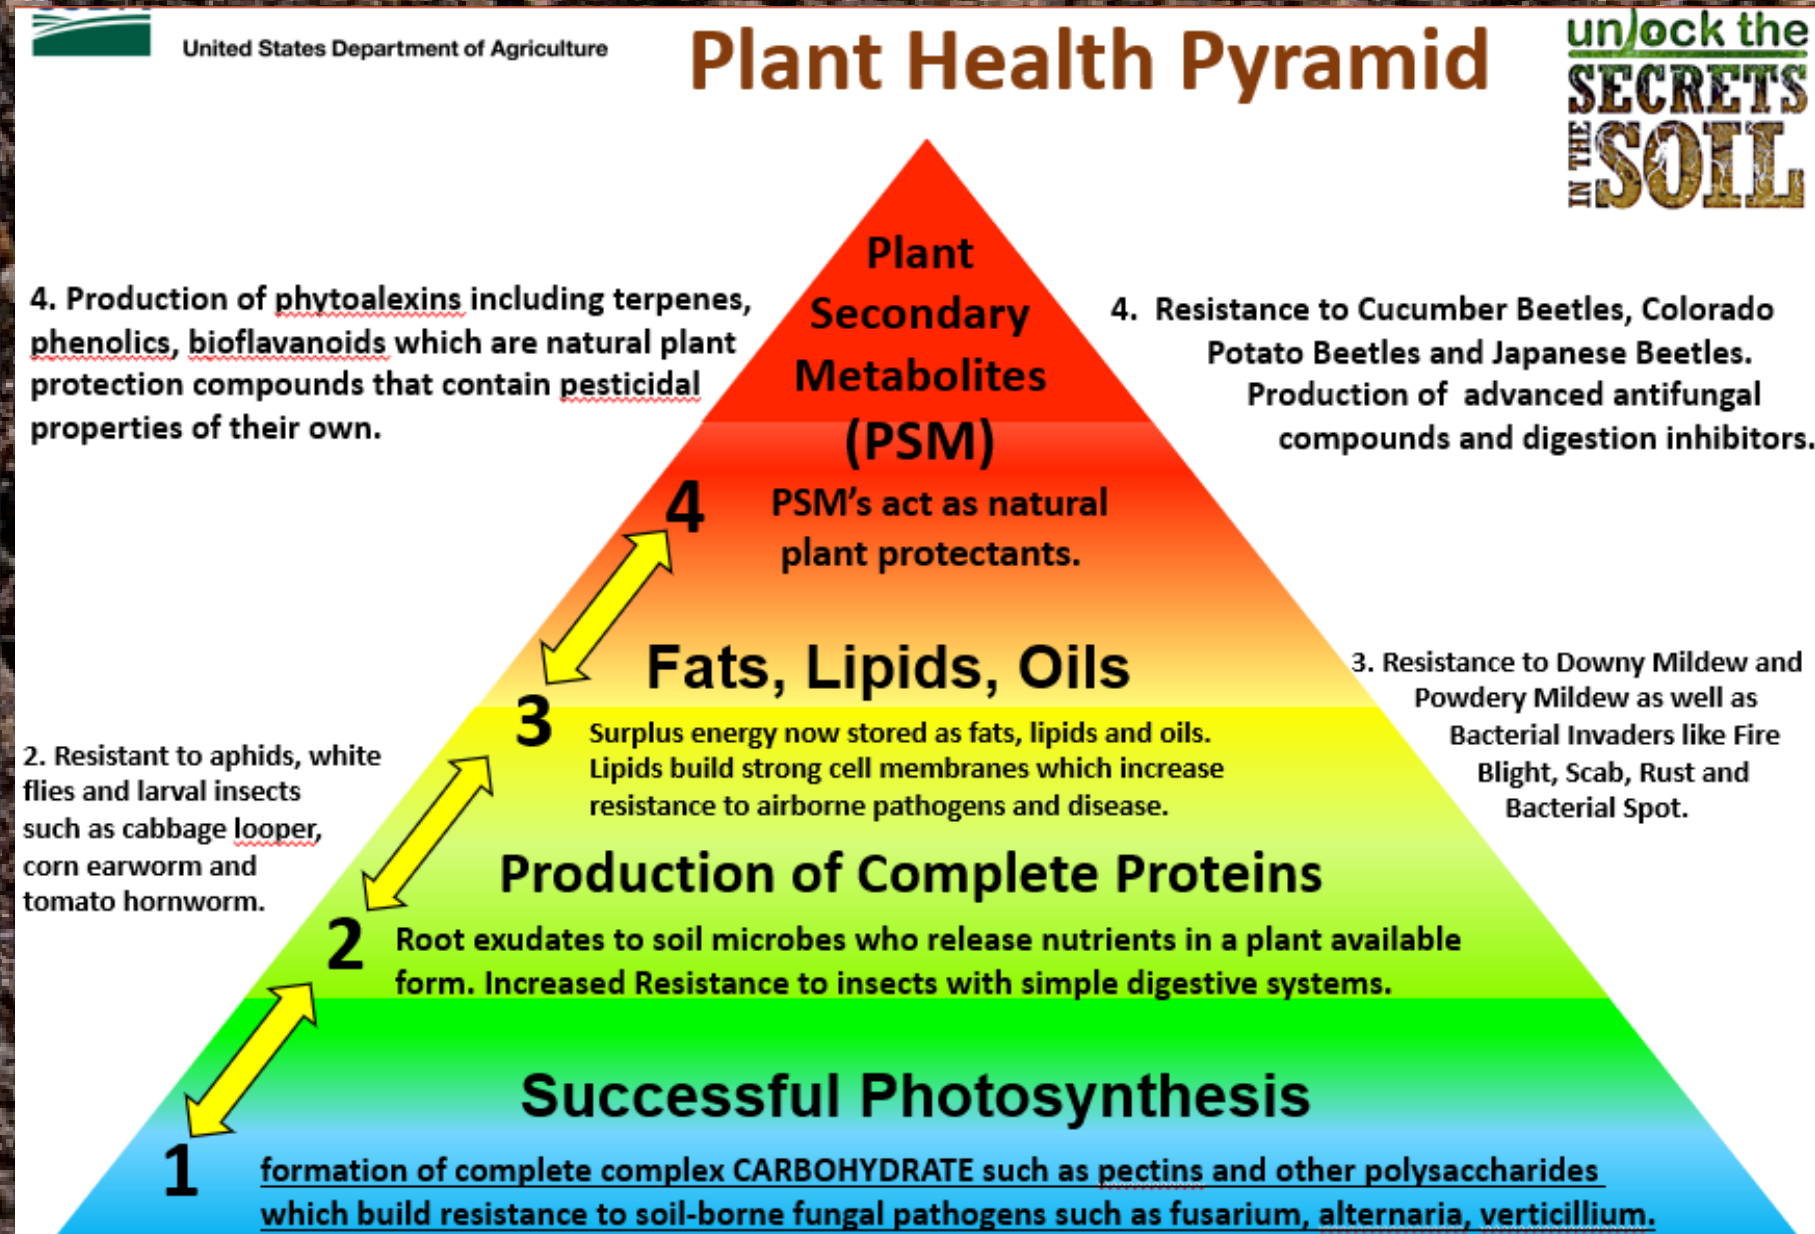 United States Department of Agriculture
Plant Health Pyramid
unlock the
SECRETS
IN THE
SOIL
Plant
Secondary
Metabolites
(PSM)
PSM's act as natural
plant protectants.
4. Production of phytoalexins including terpenes,
phenolics, bioflavanoids which are natural plant
protection compounds that contain pesticidal
properties of their own.
4. Resistance to Cucumber Beetles, Colorado
Potato Beetles and Japanese Beetles.
Production of advanced antifungal
compounds and digestion inhibitors.
4
Fats, Lipids, Oils
3
Surplus energy now stored as fats, lipids and oils.
Lipids build strong cell membranes which increase
resistance to airborne pathogens and disease.
3. Resistance to Downy Mildew and
Powdery Mildew as well as
Bacterial Invaders like Fire
Blight, Scab, Rust and
Bacterial Spot.
2. Resistant to aphids, white
flies and larval insects
such as cabbage looper,
corn earworm and
tomato hornworm.
Production of Complete Proteins
2
Root exudates to soil microbes who release nutrients in a plant available
form. Increased Resistance to insects with simple digestive systems.
Successful Photosynthesis
1
formation of complete complex CARBOHYDRATE such as pectins and other polysaccharides
which build resistance to soil-borne fungal pathogens such as fusarium, alternaria, verticillium.